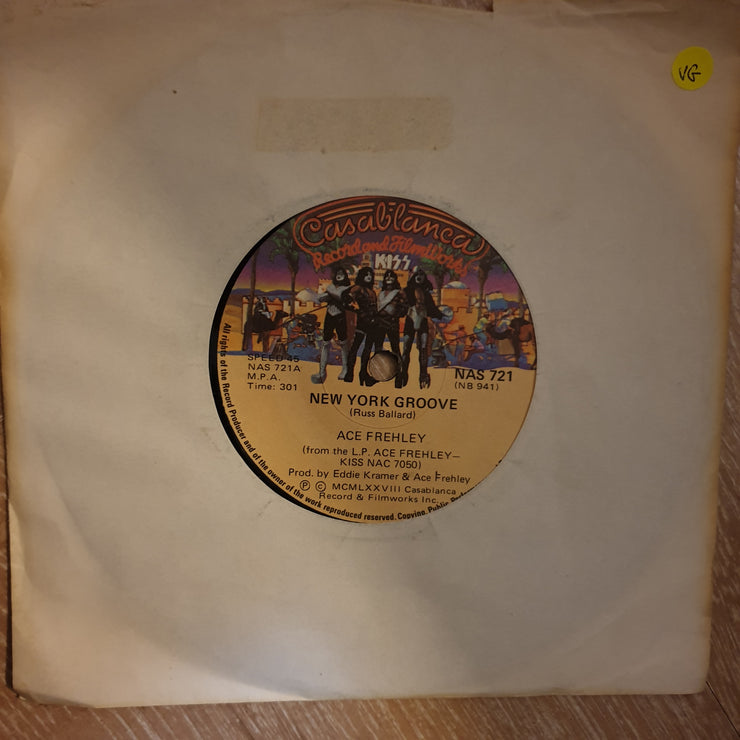 VG
Casablanca
Record and FilmWorks
KISS
SPEED 45
NAS 721A
M.P.A.
Time: 301
NAS 721
(NB 941)
NEW YORK GROOVE
(Russ Ballard)
ACE FREHLEY
(from the L.P. ACE FREHLEY—
KISS NAC 7050)
Prod. by Eddie Kramer & Ace Frehley
Ⓟ © MCMLXXVIII Casablanca
Record & Filmworks Inc.
All rights of the Record Producer and of the owner of the work reproduced reserved. Copying, Public